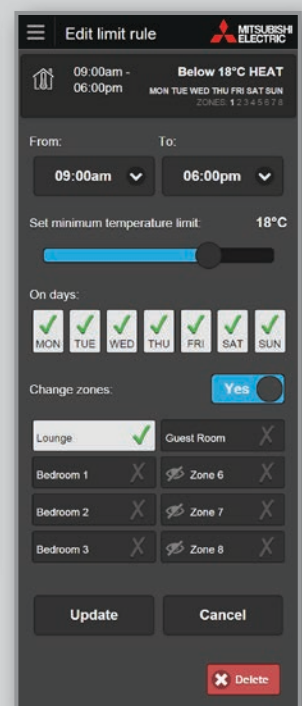 Edit limit rule
MITSUBISHI
ELECTRIC
09:00am -
06:00pm
Below 18°C HEAT
MON TUE WED THU FRI SAT SUN
ZONES: 1 2 3 4 5 6 7 8
From:
To:
09:00am
06:00pm
Set minimum temperature limit:
18°C
On days:
MON
TUE
WED
THU
FRI
SAT
SUN
Change zones:
Yes
Lounge
Guest Room
Bedroom 1
Zone 6
Bedroom 2
Zone 7
Bedroom 3
Zone 8
Update
Cancel
Delete